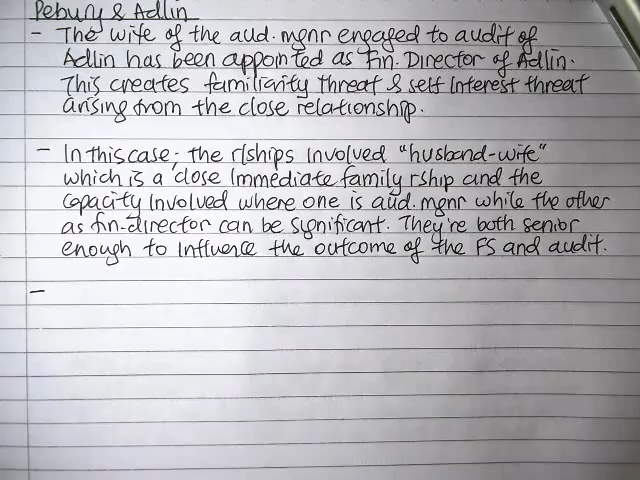 Pebury & Adlin
- The wife of the aud. mgnr engaged to audit of
Adlin has been appointed as Fin. Director of Adlin.
This creates familiarity threat & self Interest threat
arising from the close relationship.
- In this case, the r/ships involved "husband-wife"
which is a close Immediate family rship and the
capacity Involved where one is aud. mgnr while the other
as fin-director can be significant. They're both senior
enough to Influence the outcome of the FS and audit.
-